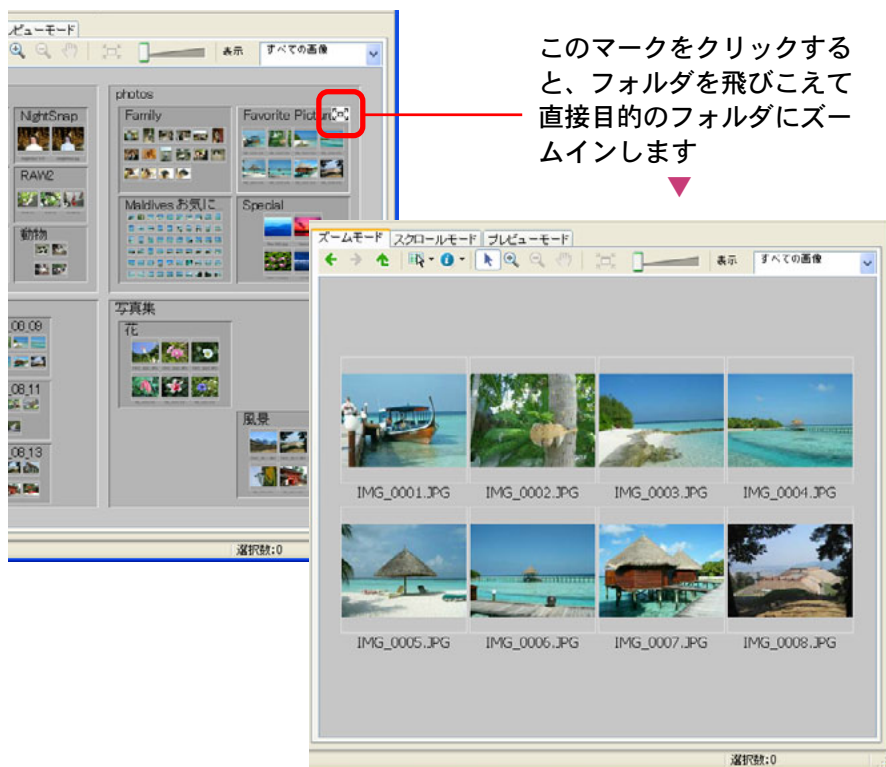 ビューモード
表示 すべての画像
photos
NightSnap
Family
Favorite Pictur
RAW2
Maldives お気に...
Special
動物
写真集
花
_08_09
_08_11
風景
_08_13
選択数:0
このマークをクリックする
と、フォルダを飛びこえて
直接目的のフォルダにズー
ムインします
ズームモード スクロールモード プレビューモード
表示 すべての画像
IMG_0001.JPG IMG_0002.JPG IMG_0003.JPG IMG_0004.JPG
IMG_0005.JPG IMG_0006.JPG IMG_0007.JPG IMG_0008.JPG
選択数:0